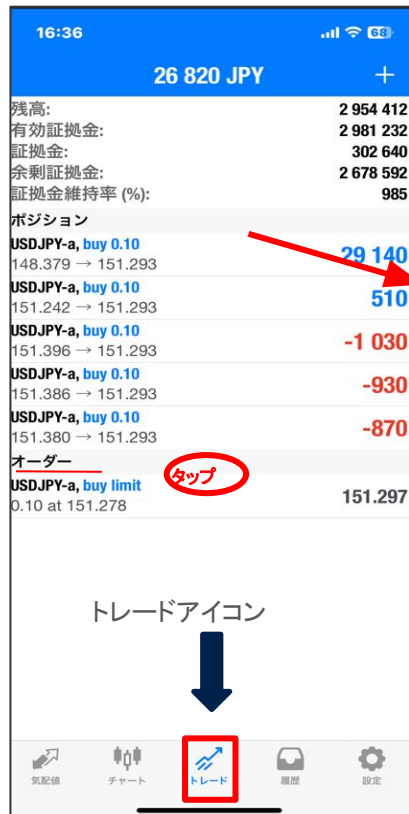 16:36 68
26 820 JPY +
残高: 2 954 412
有効証拠金: 2 981 232
証拠金: 302 640
余剰証拠金: 2 678 592
証拠金維持率 (%): 985
ポジション
USDJPY-a, buy 0.10
148.379 → 151.293 29 140
USDJPY-a, buy 0.10
151.242 → 151.293 510
USDJPY-a, buy 0.10
151.396 → 151.293 -1 030
USDJPY-a, buy 0.10
151.386 → 151.293 -930
USDJPY-a, buy 0.10
151.380 → 151.293 -870
オーダー
タップ
USDJPY-a, buy limit
0.10 at 151.278 151.297
トレードアイコン
気配値 チャート トレード 履歴 設定